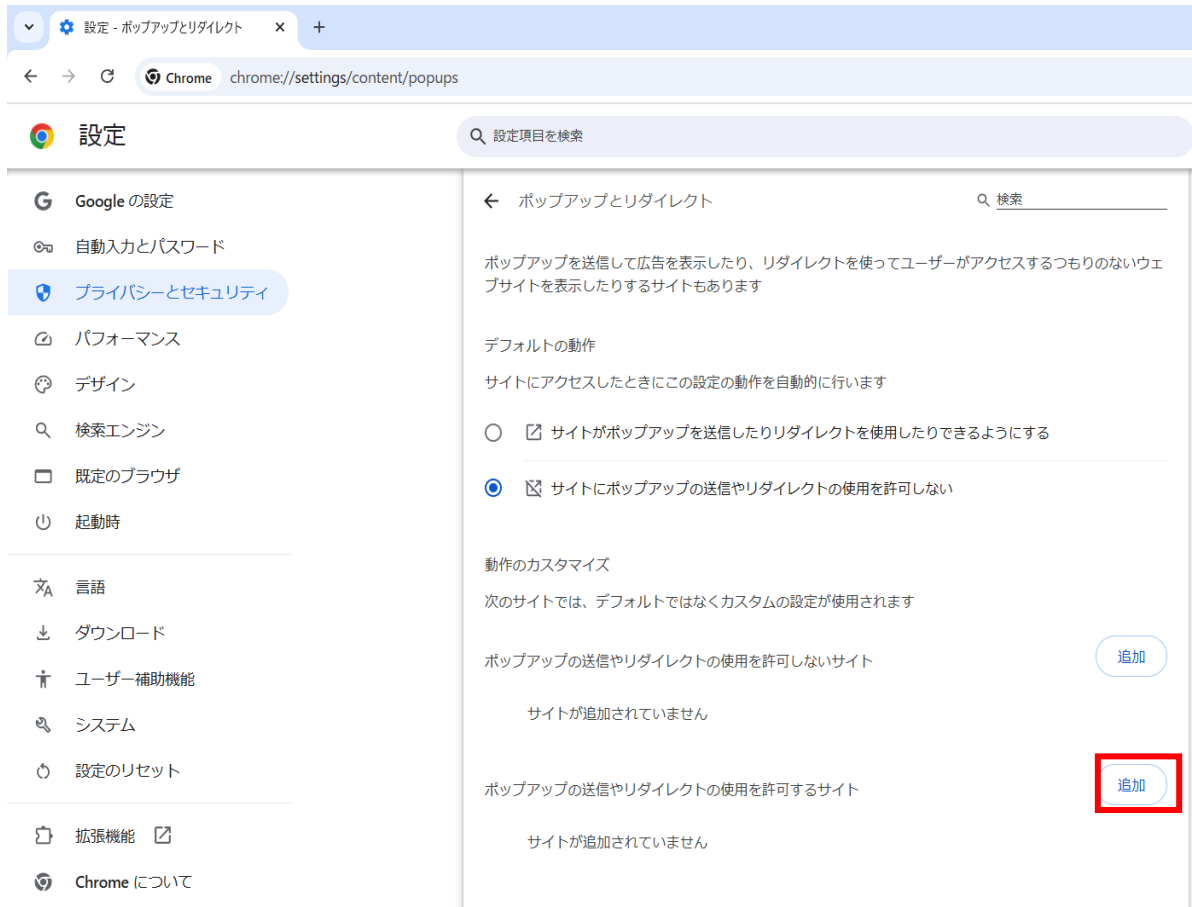 設定 - ポップアップとリダイレクト
Chrome
chrome://settings/content/popups
設定
設定項目を検索
Google の設定
自動入力とパスワード
プライバシーとセキュリティ
パフォーマンス
デザイン
検索エンジン
既定のブラウザ
起動時
言語
ダウンロード
ユーザー補助機能
システム
設定のリセット
拡張機能
Chrome について
ポップアップとリダイレクト
検索
ポップアップを送信して広告を表示したり、リダイレクトを使ってユーザーがアクセスするつもりのないウェ
ブサイトを表示したりするサイトもあります
デフォルトの動作
サイトにアクセスしたときにこの設定の動作を自動的に行います
サイトがポップアップを送信したりリダイレクトを使用したりできるようにする
サイトにポップアップの送信やリダイレクトの使用を許可しない
動作のカスタマイズ
次のサイトでは、デフォルトではなくカスタムの設定が使用されます
ポップアップの送信やリダイレクトの使用を許可しないサイト
追加
サイトが追加されていません
ポップアップの送信やリダイレクトの使用を許可するサイト
追加
サイトが追加されていません